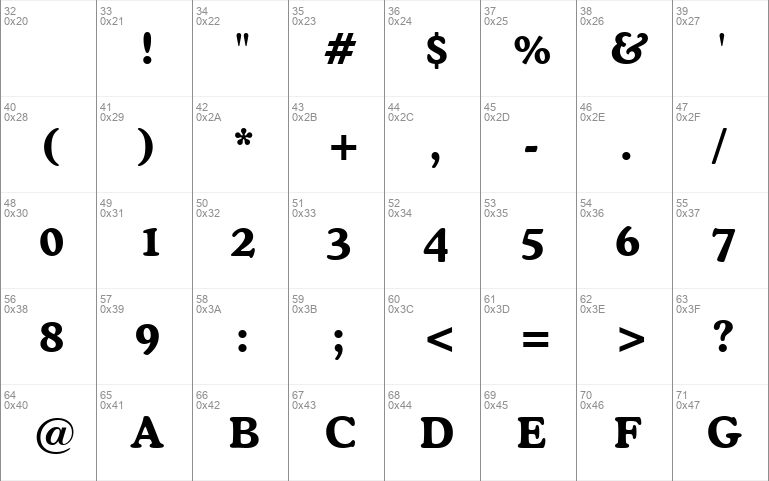 32 33 34 35 36 37 38 39
0x20 0x21 0x22 0x23 0x24 0x25 0x26 0x27
! " # $ % & '
40 41 42 43 44 45 46 47
0x28 0x29 0x2A 0x2B 0x2C 0x2D 0x2E 0x2F
( ) * + , - . /
48 49 50 51 52 53 54 55
0x30 0x31 0x32 0x33 0x34 0x35 0x36 0x37
0 1 2 3 4 5 6 7
56 57 58 59 60 61 62 63
0x38 0x39 0x3A 0x3B 0x3C 0x3D 0x3E 0x3F
8 9 : ; < = > ?
64 65 66 67 68 69 70 71
0x40 0x41 0x42 0x43 0x44 0x45 0x46 0x47
@ A B C D E F G